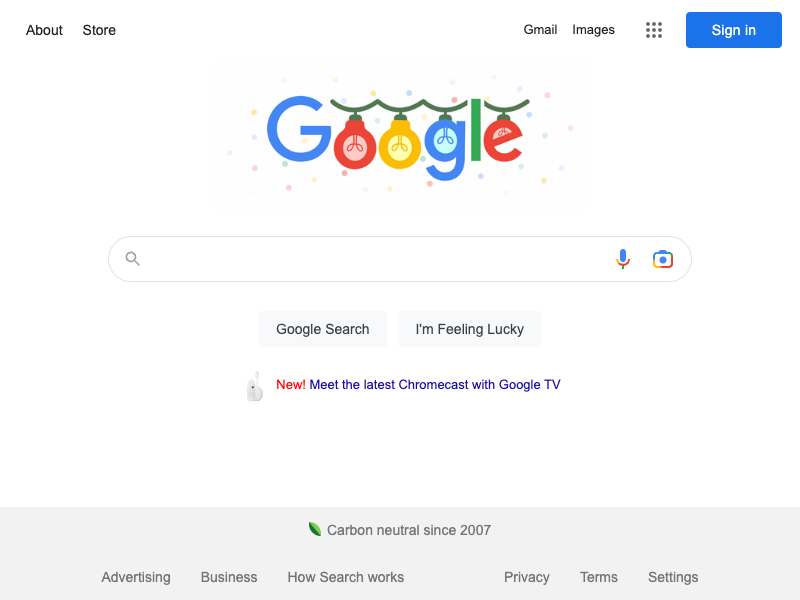 About Store Gmail Images Sign in
Google
Google Search I'm Feeling Lucky
New! Meet the latest Chromecast with Google TV
Carbon neutral since 2007
Advertising Business How Search works Privacy Terms Settings